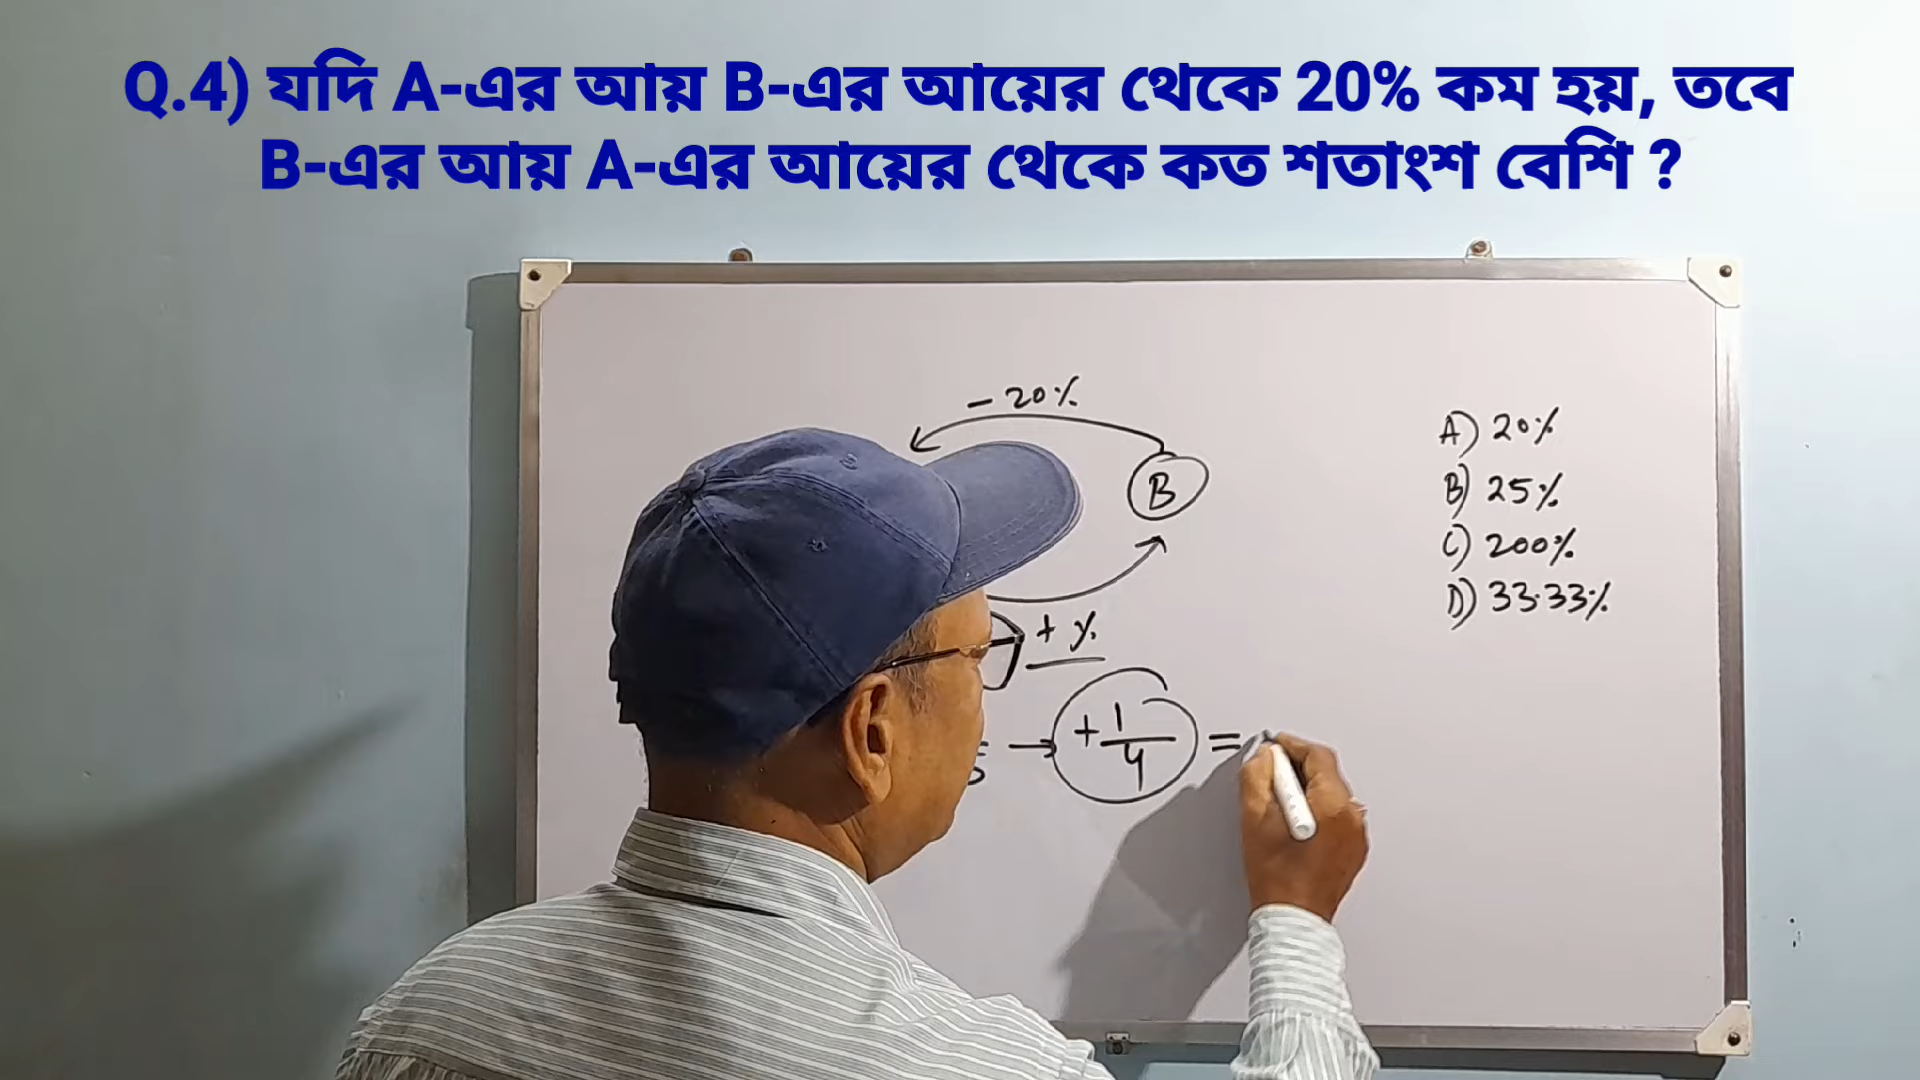 Q.4) যদি A-এর আয় B-এর আয়ের থেকে 20% কম হয়, তবে
B-এর আয় A-এর আয়ের থেকে কত শতাংশ বেশি ?
- 20%
B
+ %
5 → + 1/4 =
A) 20%
B) 25%
C) 200%
D) 33.33%